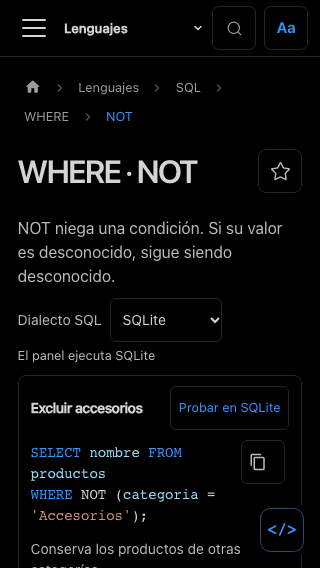 Lenguajes
Aa
Lenguajes > SQL >
WHERE > NOT
WHERE · NOT
NOT niega una condición. Si su valor
es desconocido, sigue siendo
desconocido.
Dialecto SQL SQLite
El panel ejecuta SQLite
Excluir accesorios Probar en SQLite
SELECT nombre FROM
productos
WHERE NOT (categoria =
'Accesorios');
</>
Conserva los productos de otras
categorías.